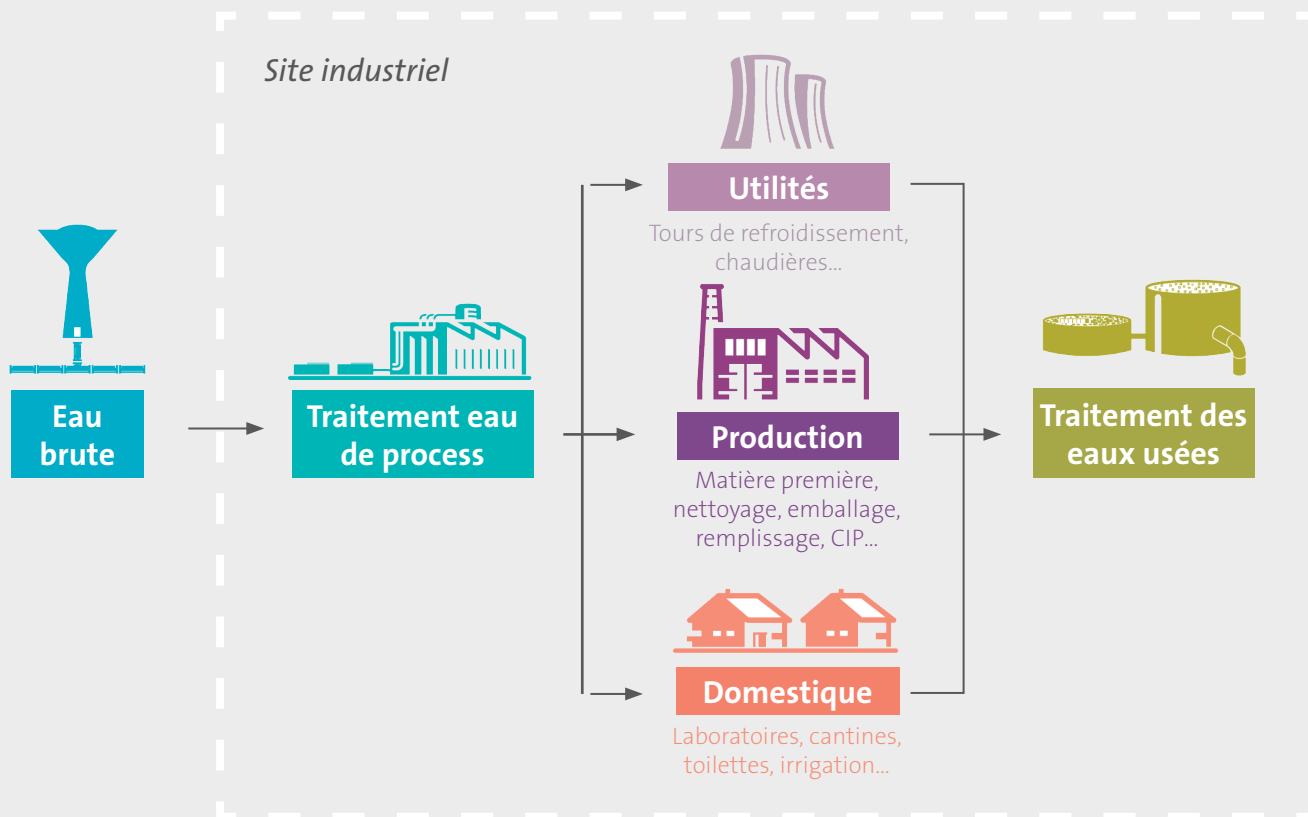 Site industriel
Utilités
Tours de refroidissement,
chaudières...
Eau
brute
Traitement eau
de process
Production
Matière première,
nettoyage, emballage,
remplissage, CIP...
Traitement des
eaux usées
Domestique
Laboratoires, cantines,
toilettes, irrigation...